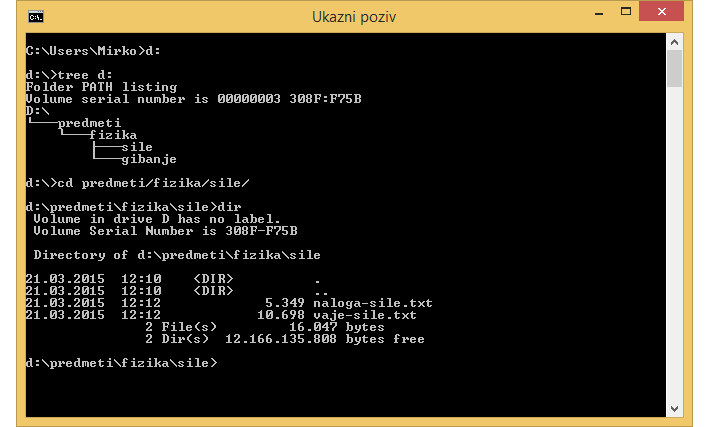 Ukazni poziv
C:\Users\Mirko>d:
d:\>tree d:
Folder PATH listing
Volume serial number is 00000003 308F:F75B
D:\
└───predmeti
    └───fizika
        ├───sile
        └───gibanje
d:\>cd predmeti/fizika/sile/
d:\predmeti\fizika\sile>dir
 Volume in drive D has no label.
 Volume Serial Number is 308F-F75B
 Directory of d:\predmeti\fizika\sile
21.03.2015  12:10    <DIR>          .
21.03.2015  12:10    <DIR>          ..
21.03.2015  12:12             5.349 naloga-sile.txt
21.03.2015  12:12            10.698 vaje-sile.txt
               2 File(s)         16.047 bytes
               2 Dir(s)  12.166.135.808 bytes free
d:\predmeti\fizika\sile>